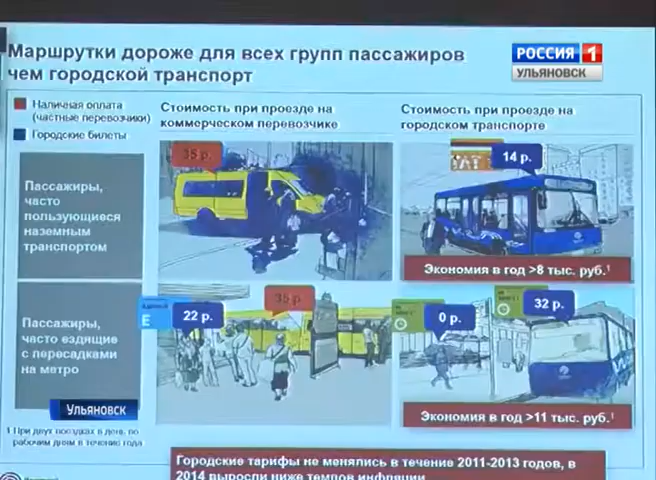 Маршрутки дороже для всех групп пассажиров
чем городской транспорт
РОССИЯ 1
УЛЬЯНОВСК
Наличная оплата
(частные перевозчики)
Городские билеты
Стоимость при проезде на
коммерческом перевозчике
Стоимость при проезде на
городском транспорте
Пассажиры,
часто
пользующиеся
наземным
транспортом
35 р.
14 р.
Экономия в год >8 тыс. руб.¹
Пассажиры,
часто ездящие
с пересадками
на метро
Е
22 р.
35 р.
0 р.
32 р.
Экономия в год >11 тыс. руб.¹
Ульяновск
1 При двух поездках в день по
рабочим дням в течение года
Городские тарифы не менялись в течение 2011-2013 годов, в
2014 выросли ниже темпов инфляции